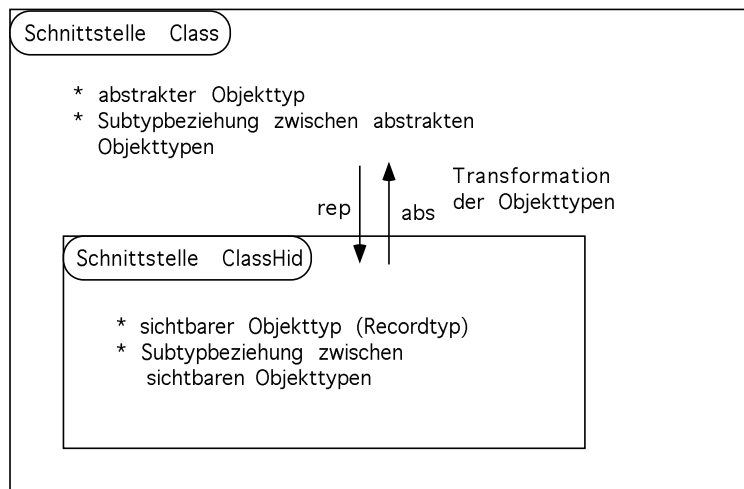 Schnittstelle Class
* abstrakter Objekttyp
* Subtypbeziehung zwischen abstrakten
Objekttypen
Transformation
der Objekttypen
rep
abs
Schnittstelle ClassHid
* sichtbarer Objekttyp (Recordtyp)
* Subtypbeziehung zwischen
sichtbaren Objekttypen